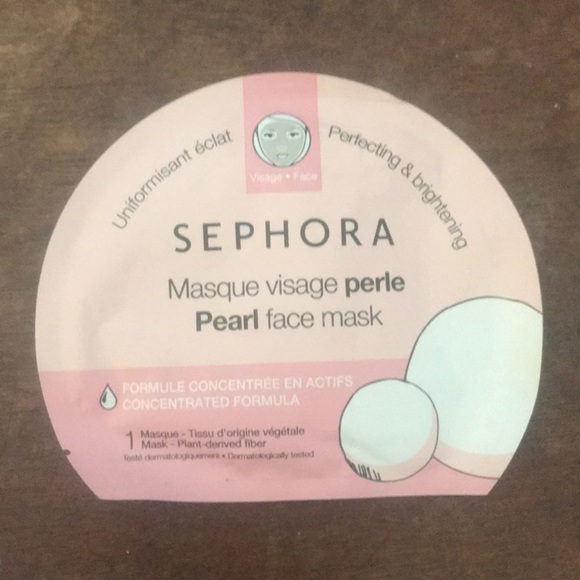 Uniformisant éclat
Perfecting & brightening
Visage • Face
SEPHORA
Masque visage perle
Pearl face mask
FORMULE CONCENTRÉE EN ACTIFS
CONCENTRATED FORMULA
1 Masque - Tissu d'origine végétale
Mask - Plant-derived fiber
Testé dermatologiquement • Dermatologically tested